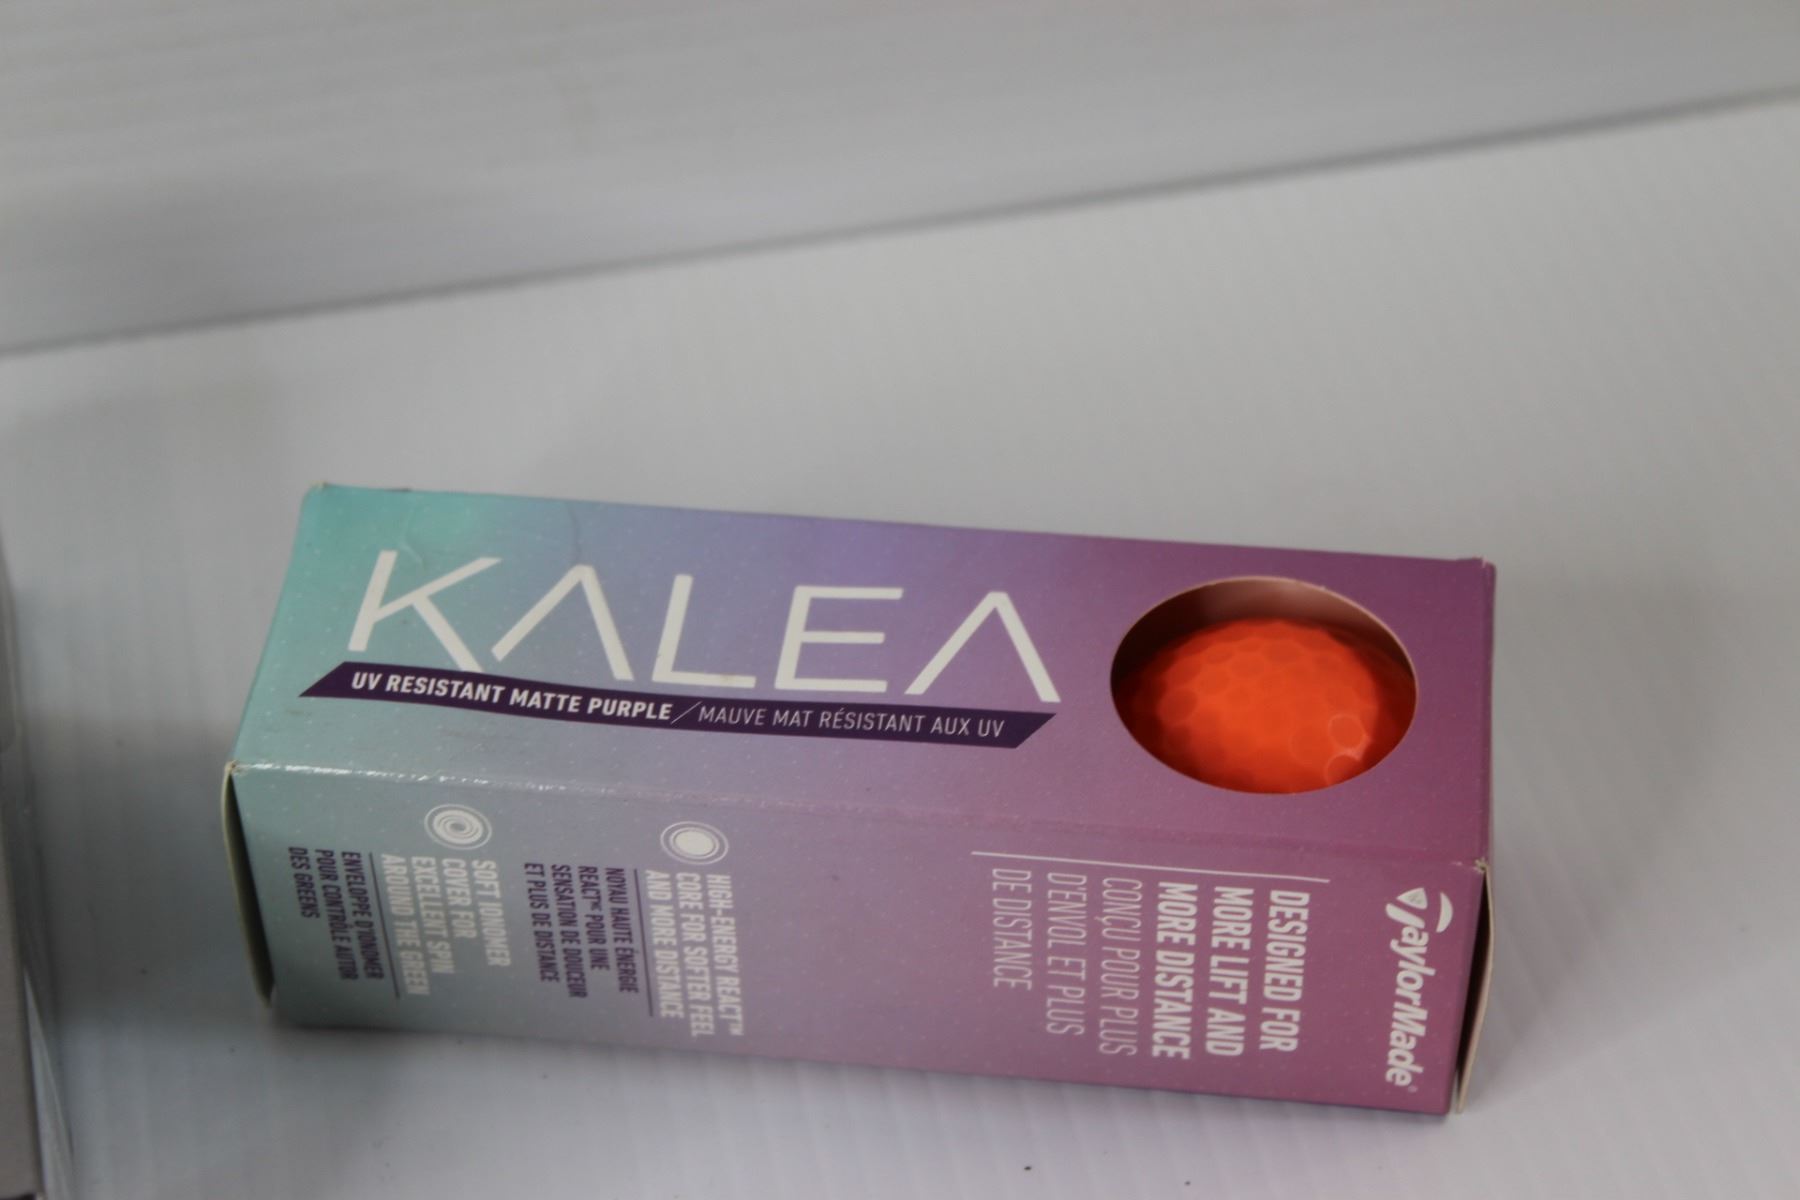 KALEA
UV RESISTANT MATTE PURPLE / MAUVE MAT RÉSISTANT AUX UV
TaylorMade®
DESIGNED FOR
MORE LIFT AND
MORE DISTANCE
CONÇU POUR PLUS
D'ENVOL ET PLUS
DE DISTANCE
HIGH-ENERGY REACT™
CORE FOR SOFTER FEEL
AND MORE DISTANCE
NOYAU HAUTE ÉNERGIE
REACT™ POUR UNE
SENSATION DE DOUCEUR
ET PLUS DE DISTANCE
SOFT IONOMER
COVER FOR
EXCELLENT SPIN
AROUND THE GREEN
ENVELOPPE D'IONOMER
POUR CONTRÔLE AUTOR
DES GREENS